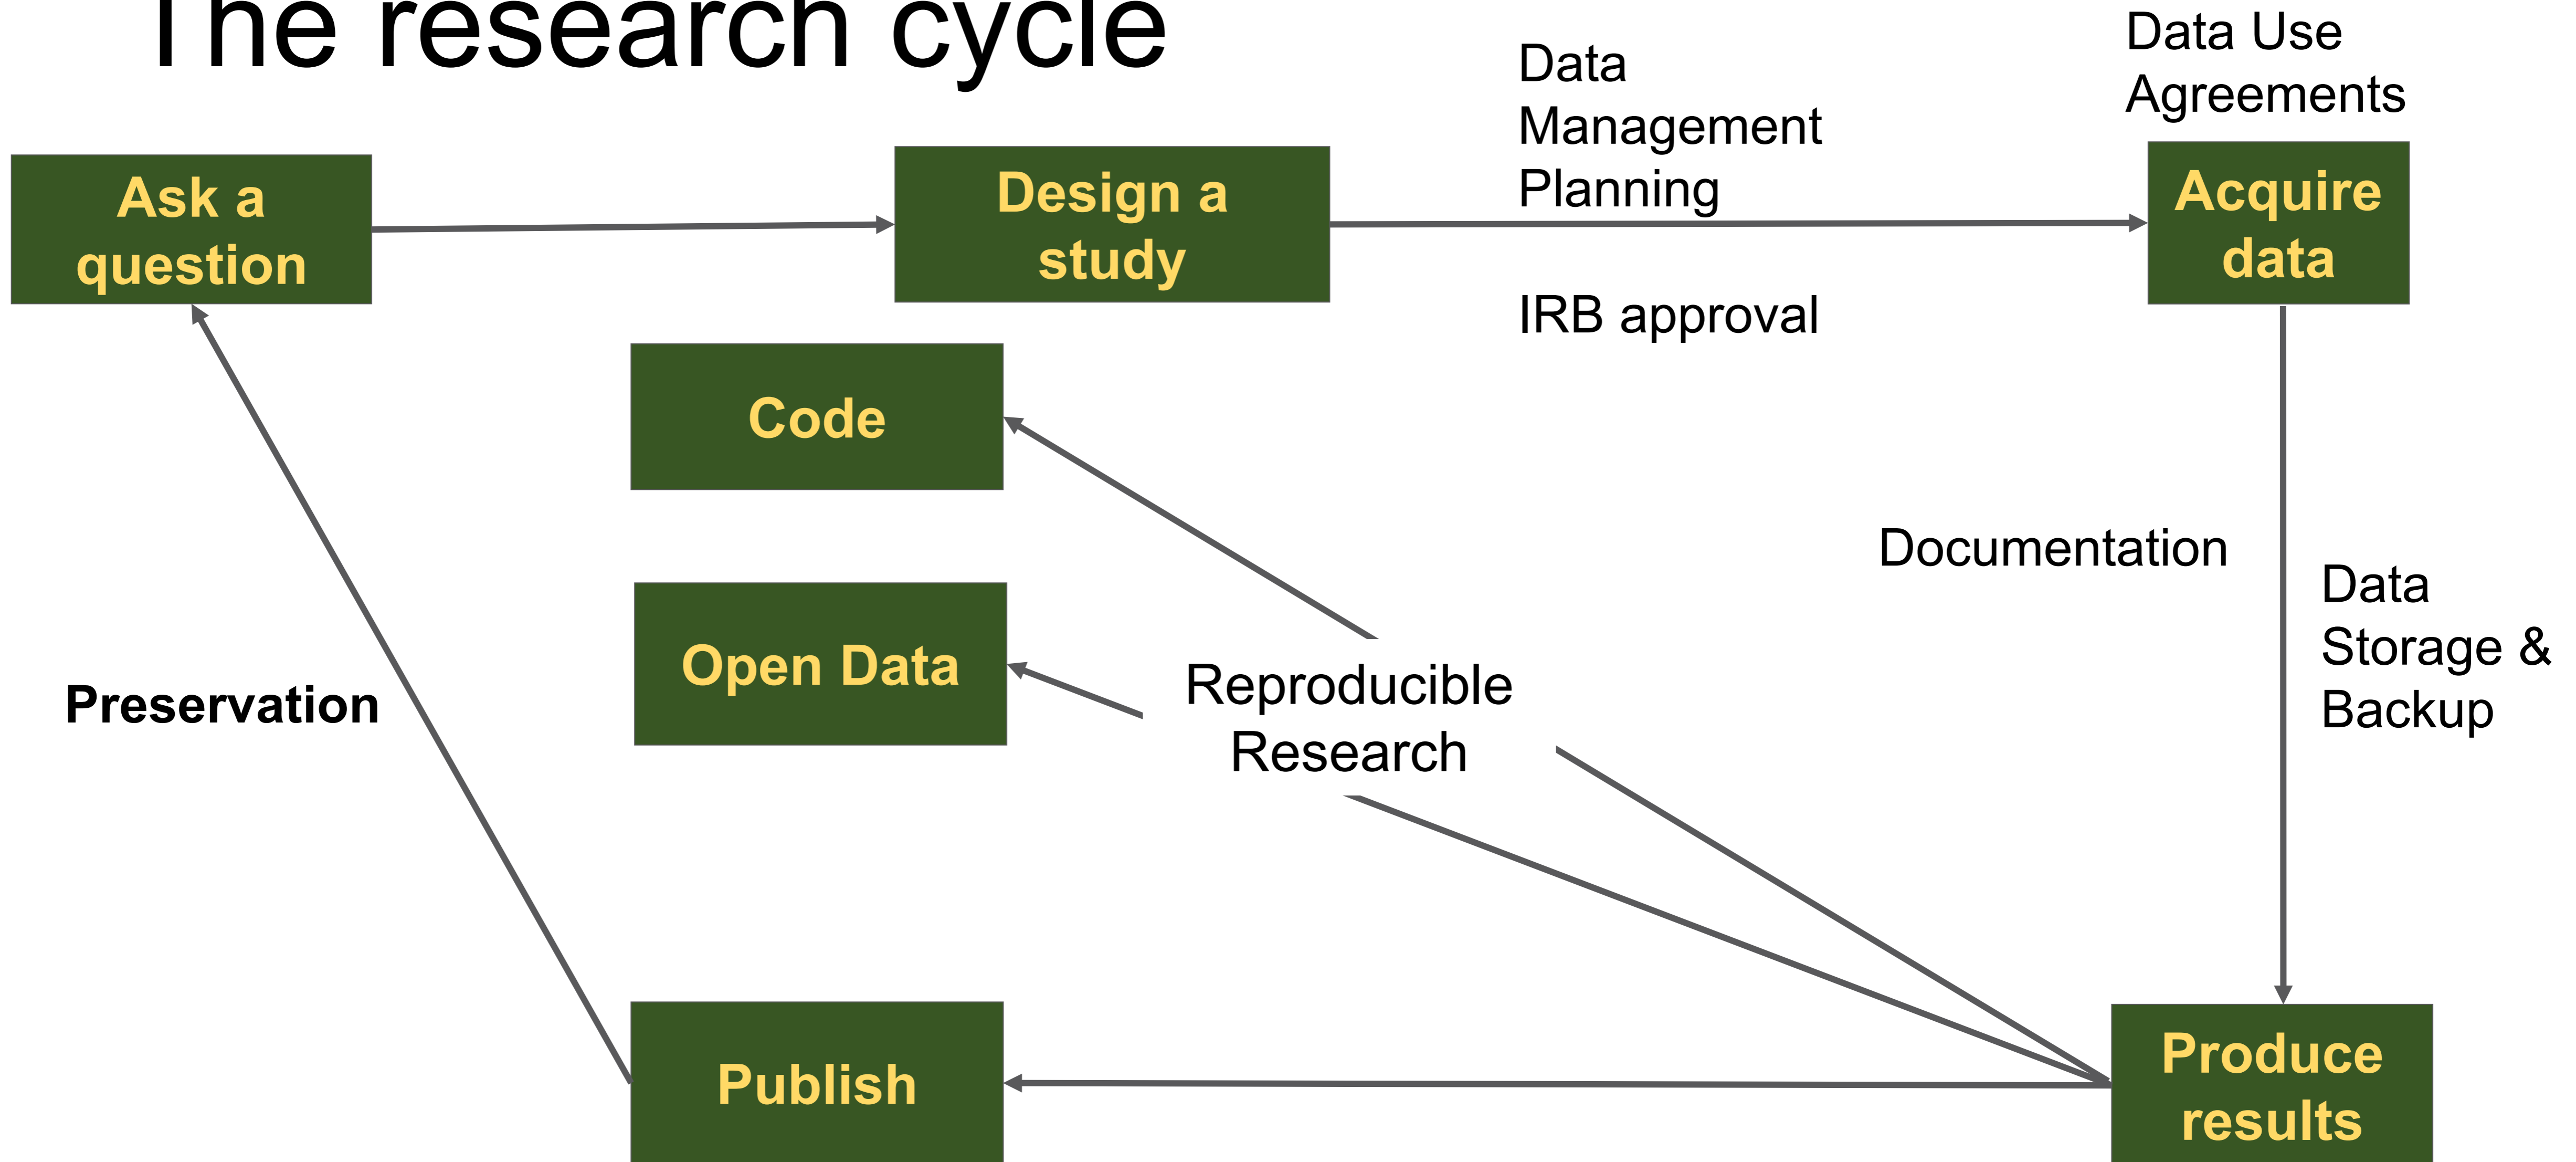 The research cycle
Data Use
Agreements
Data
Management
Planning
Ask a
question
Design a
study
Acquire
data
IRB approval
Code
Documentation
Data
Storage &
Backup
Open Data
Reproducible
Research
Preservation
Publish
Produce
results